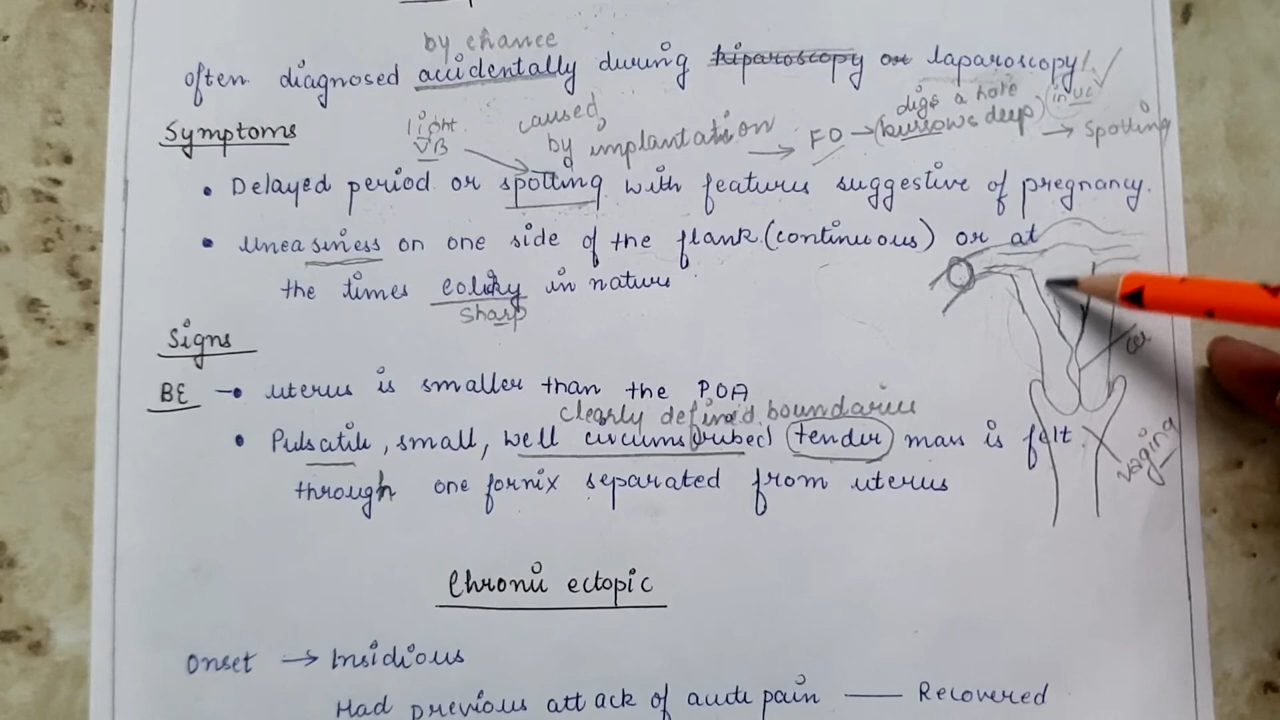 by chance
often diagnosed accidentally during hiparoscopy or laparoscopy!
digs a hole
light VB
caused by implantation → FO → (burrows deep) (in UC) → Spotting
Symptoms
• Delayed period or spotting with features suggestive of pregnancy.
• uneasiness on one side of the flank (continuous) or at
the times colicky in nature
sharp
Signs
BE → uterus is smaller than the POA
clearly defined boundaries
• Pulsatile, small, well circumscribed tender mass is felt
through one fornix separated from uterus
vagina
Chronic ectopic
Onset → Insidious
Had previous attack of acute pain — Recovered